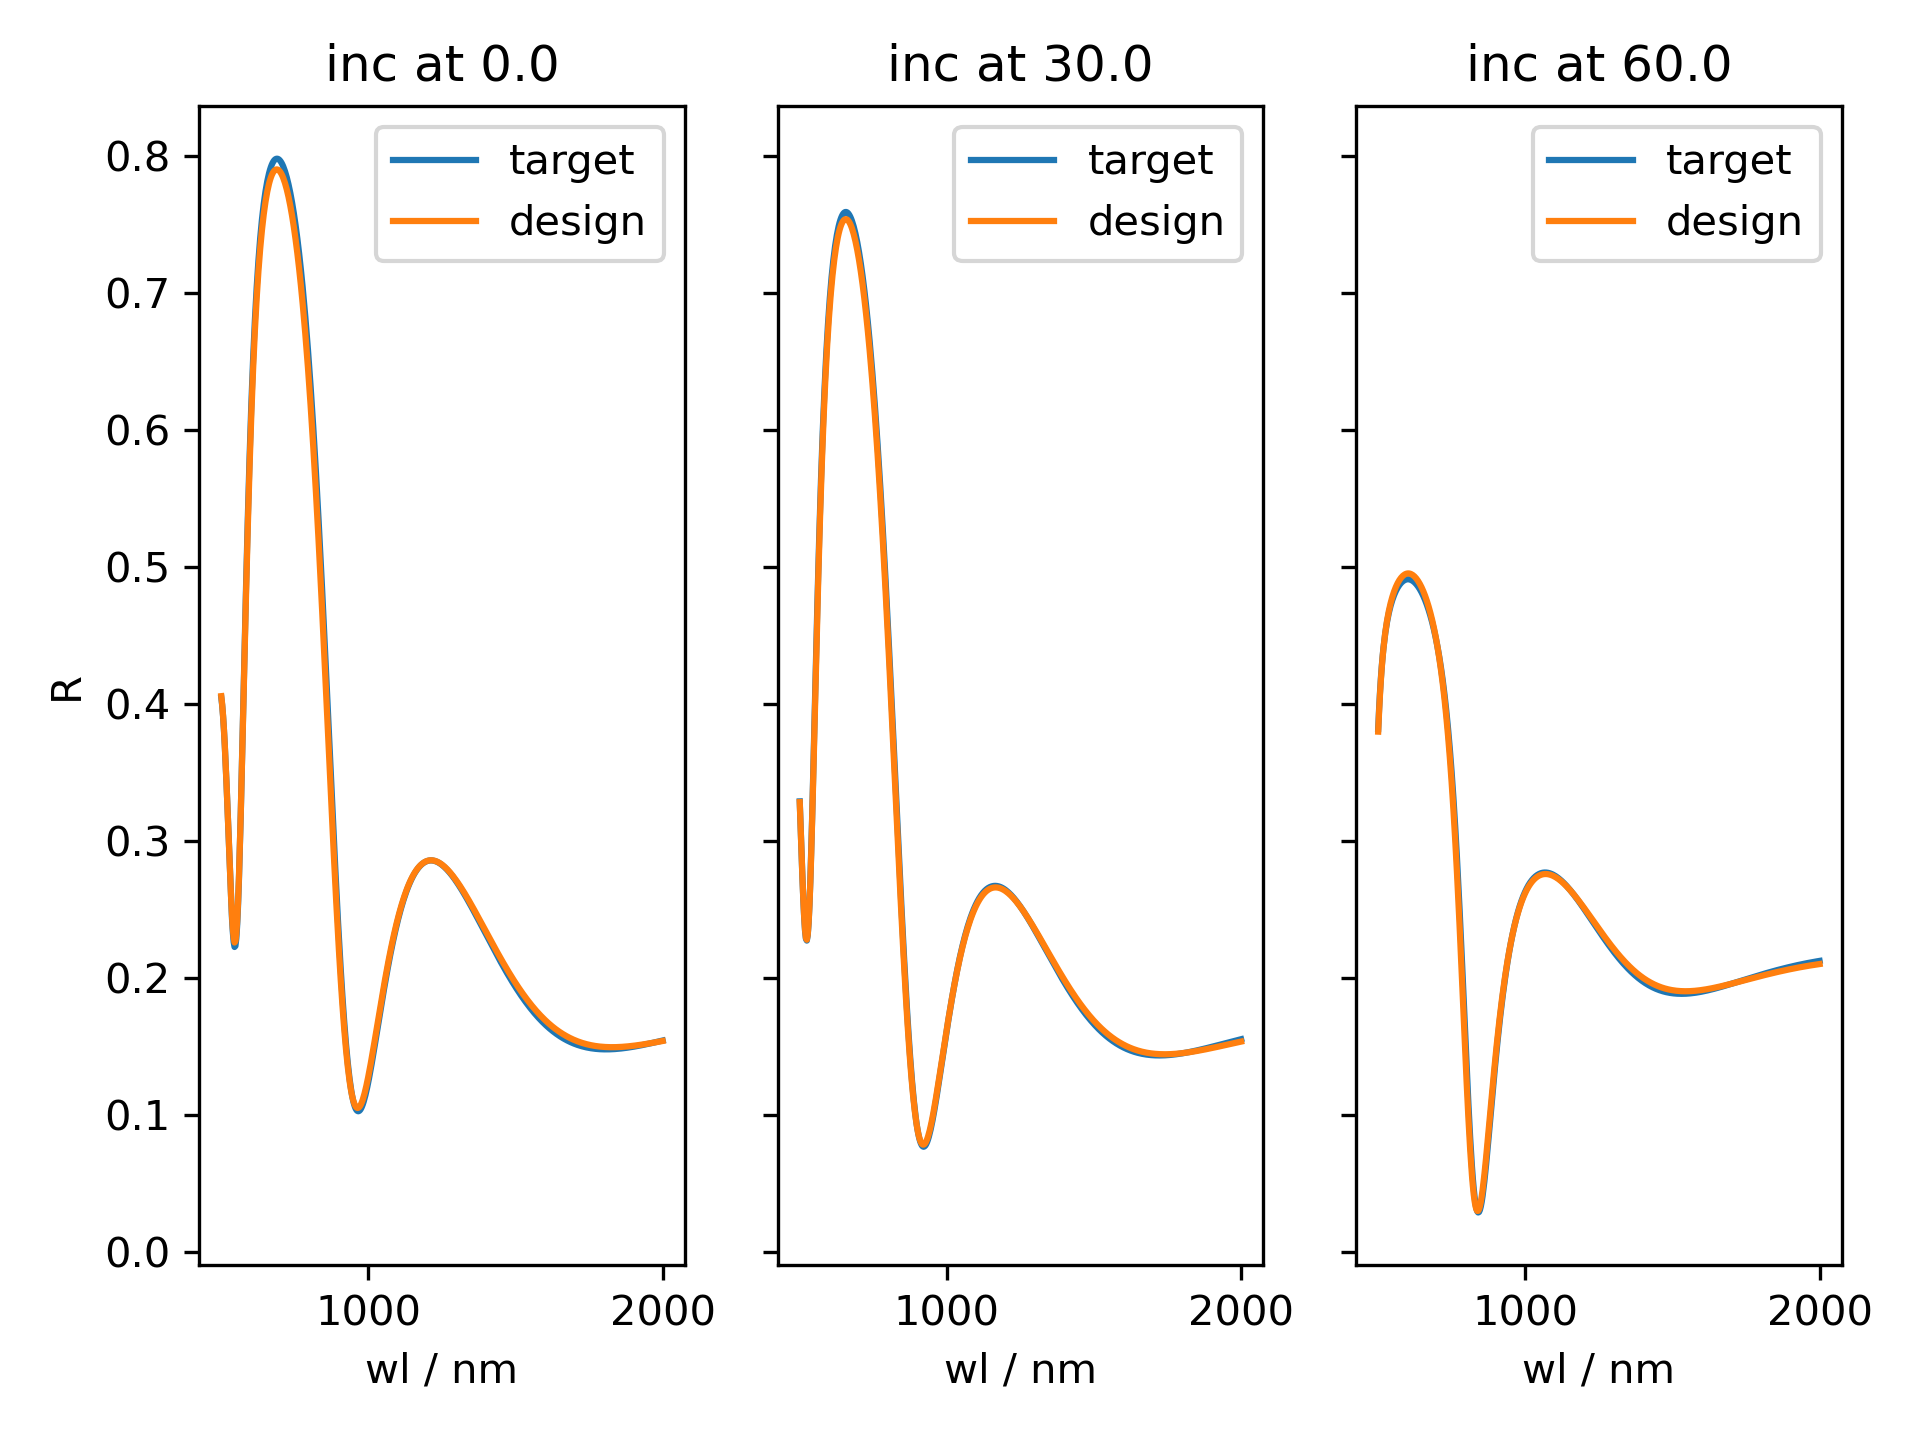 inc at 0.0
inc at 30.0
inc at 60.0
target
design
target
design
target
design
R
0.8
0.7
0.6
0.5
0.4
0.3
0.2
0.1
0.0
1000
2000
1000
2000
1000
2000
wl / nm
wl / nm
wl / nm